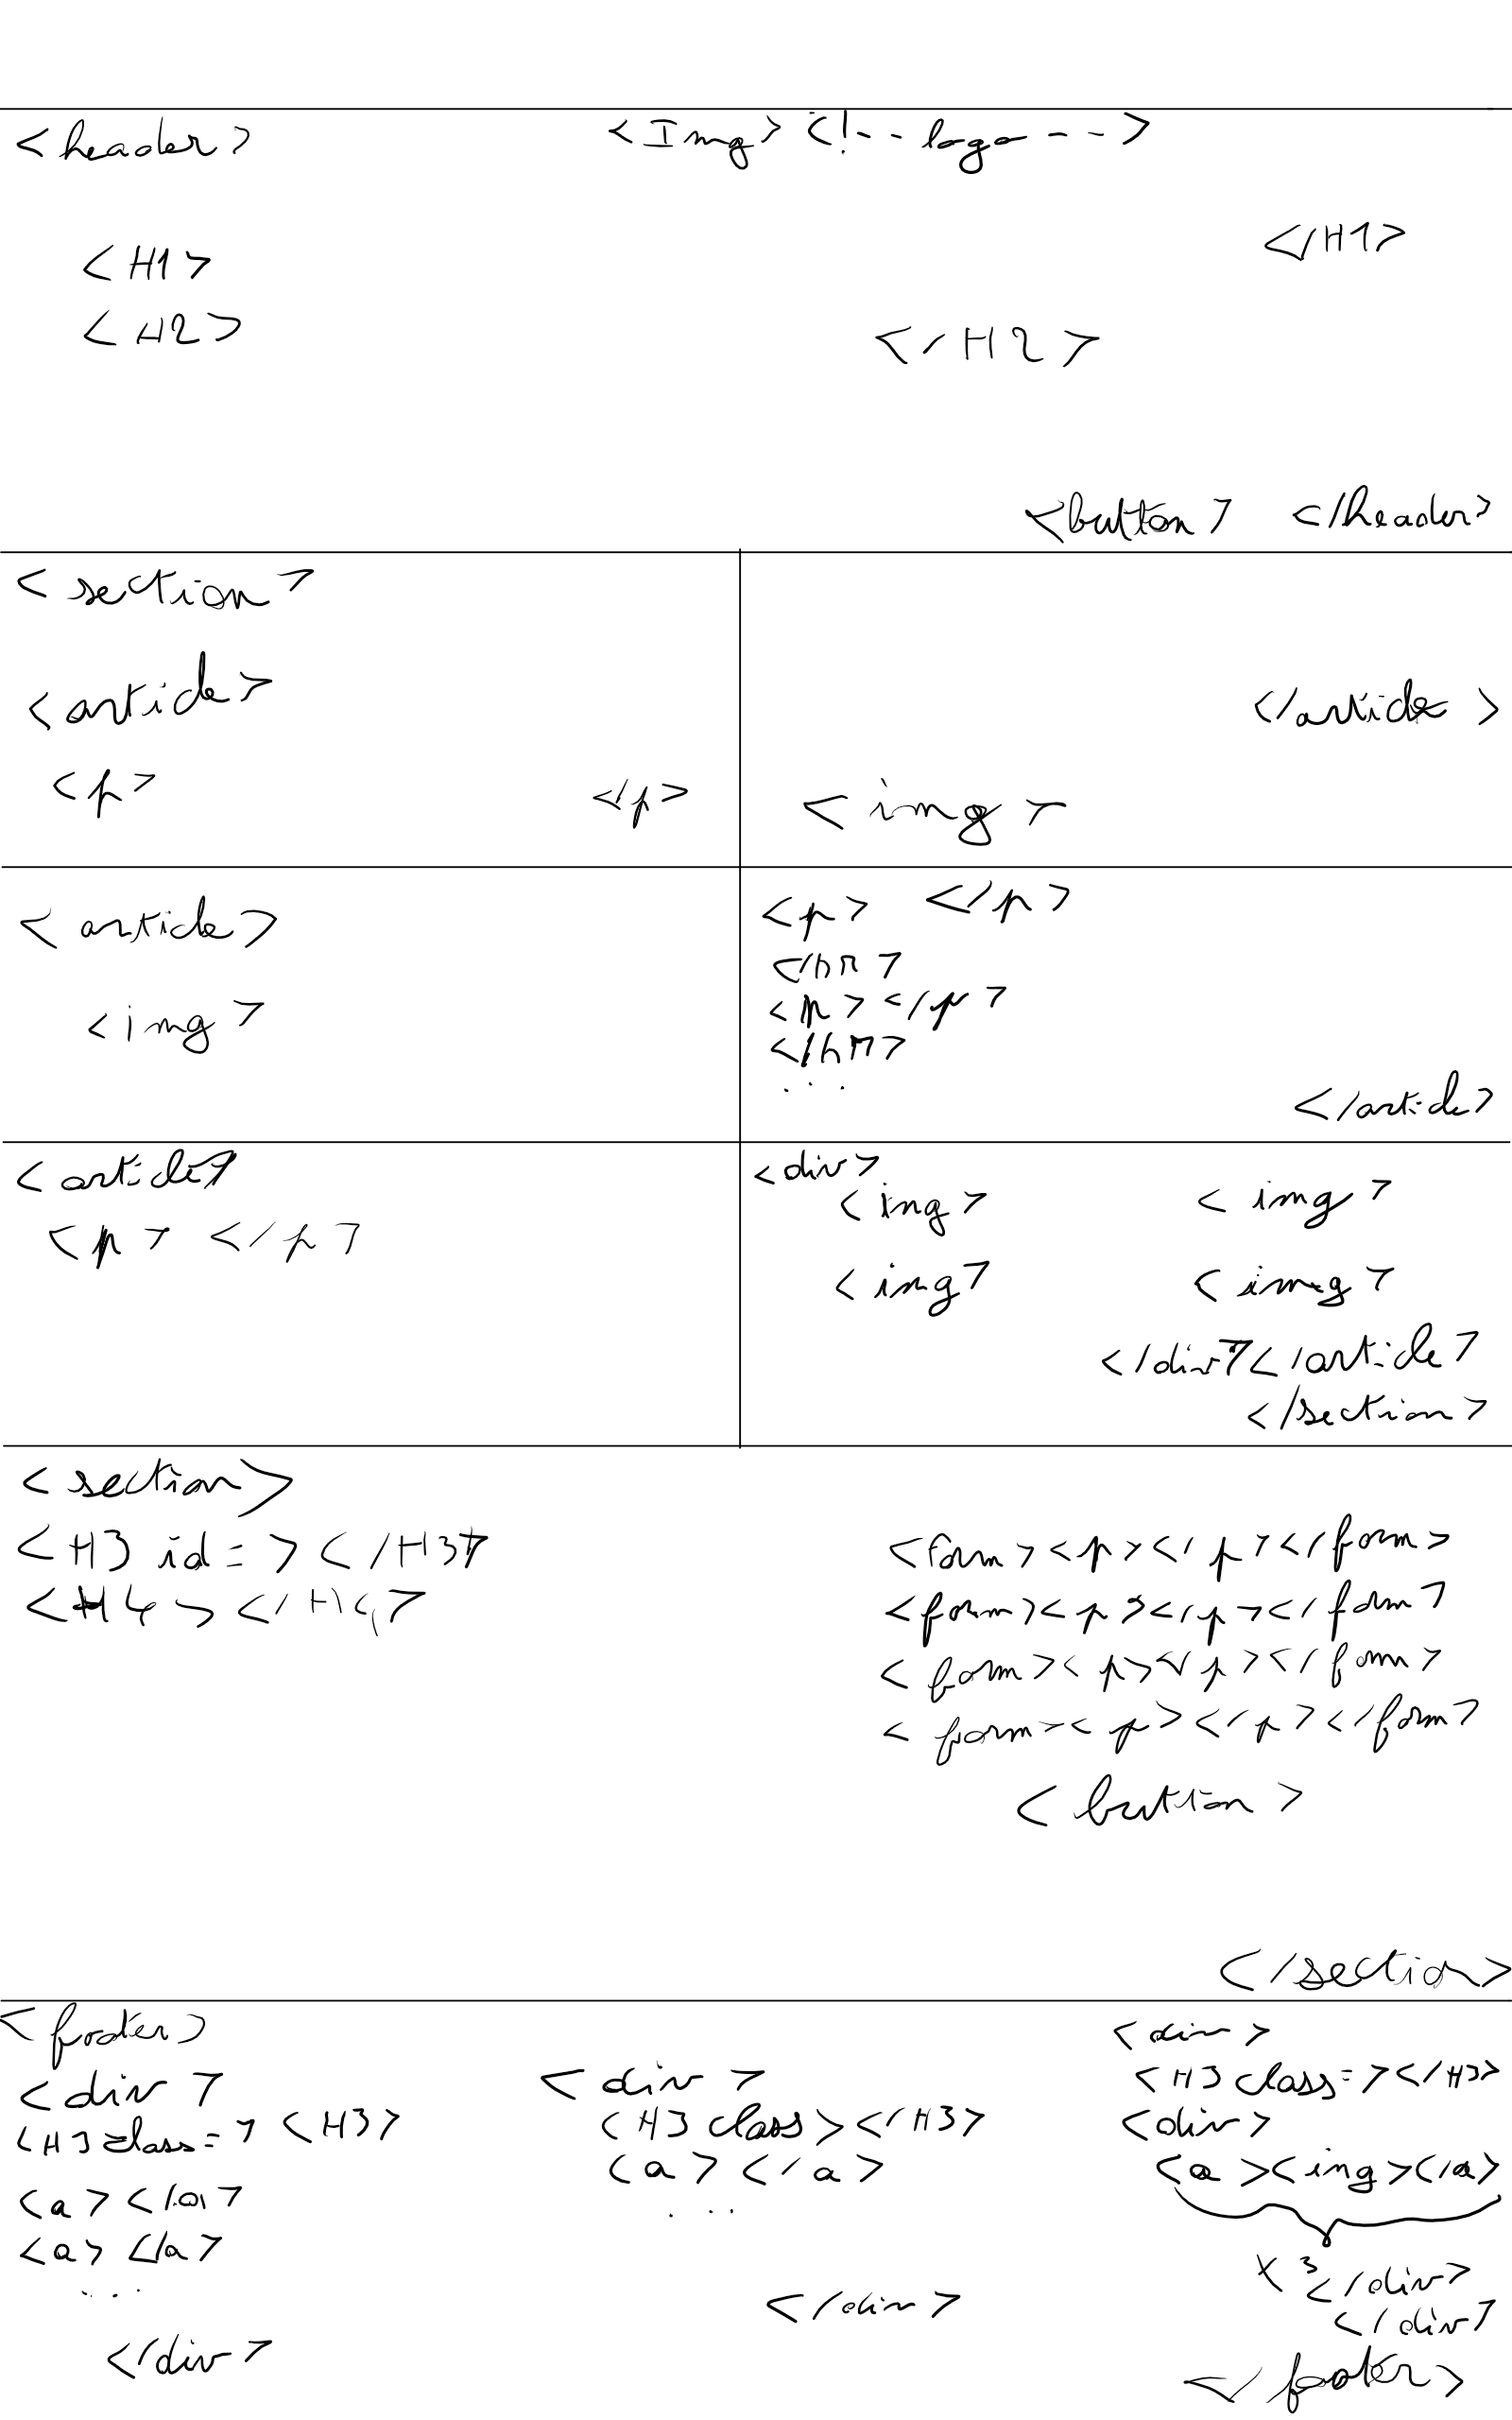 <header> <Img> <!-- logo --->
<H1> </H1>
<H2> </H2>
<button> </header>
<section>
<article> </article>
<p> </p> <img>
<article>
<img>
<p> </p>
</hr>
<p> </p>
</hr>
...
</article>
<article>
<p> </p>
<div>
<img> <img>
<img> <img>
</div></article>
</section>
<section>
<H3 id=></H3>
<H4></H4>
<form><p></p></form>
<form><p></p></form>
<form><p></p></form>
<form><p></p></form>
<button>
</section>
<footer>
<div>
<H3 class=> <H3>
<a></a>
<a></a>
...
</div>
<div>
<H3 class></H3>
<a></a>
...
</div>
<div>
<H3 class=></H3>
<div>
<a><img></a>
x 3
</div>
</div>
</footer>